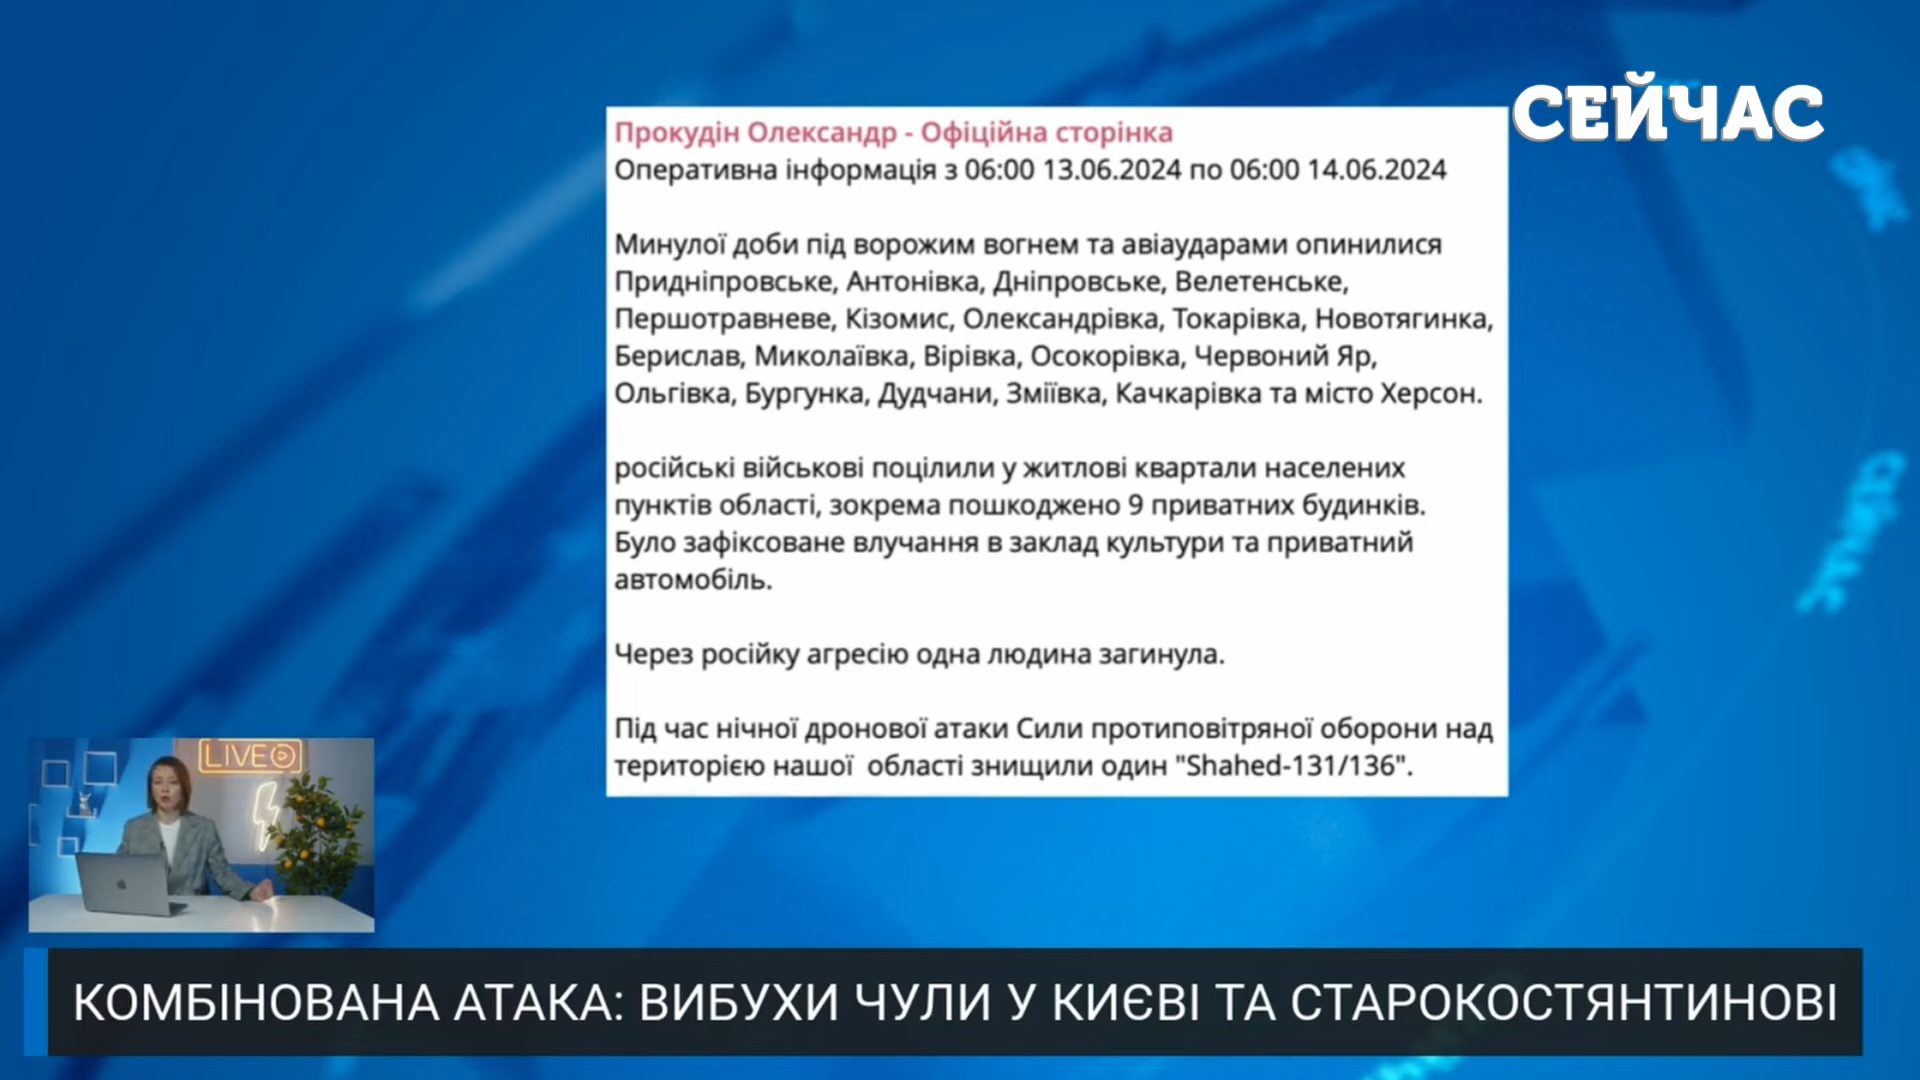 СЕЙЧАС
Прокудін Олександр - Офіційна сторінка
Оперативна інформація з 06:00 13.06.2024 по 06:00 14.06.2024
Минулої доби під ворожим вогнем та авіаударами опинилися
Придніпровське, Антонівка, Дніпровське, Велетенське,
Першотравневе, Кізомис, Олександрівка, Токарівка, Новотягинка,
Берислав, Миколаївка, Вірівка, Осокорівка, Червоний Яр,
Ольгівка, Бургунка, Дудчани, Зміївка, Качкарівка та місто Херсон.
російські військові поцілили у житлові квартали населених
пунктів області, зокрема пошкоджено 9 приватних будинків.
Було зафіксоване влучання в заклад культури та приватний
автомобіль.
Через російку агресію одна людина загинула.
Під час нічної дронової атаки Сили протиповітряної оборони над
територією нашої  області знищили один "Shahed-131/136".
LIVE
КОМБІНОВАНА АТАКА: ВИБУХИ ЧУЛИ У КИЄВІ ТА СТАРОКОСТЯНТИНОВІ